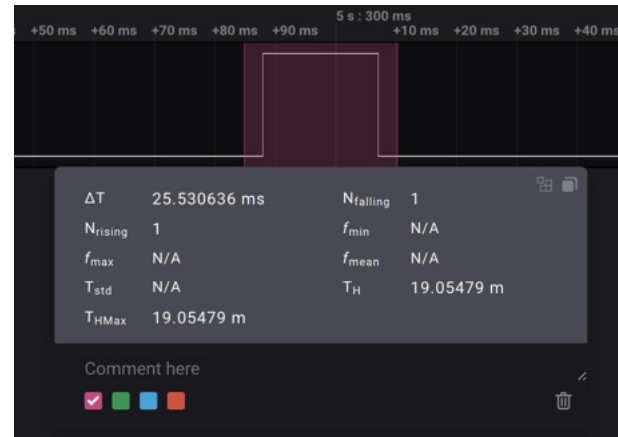 5 s : 300 ms
+50 ms +60 ms +70 ms +80 ms +90 ms +10 ms +20 ms +30 ms +40 ms
ΔT 25.530636 ms Nfalling 1
Nrising 1 fmin N/A
fmax N/A fmean N/A
Tstd N/A TH 19.05479 m
THMax 19.05479 m
Comment here